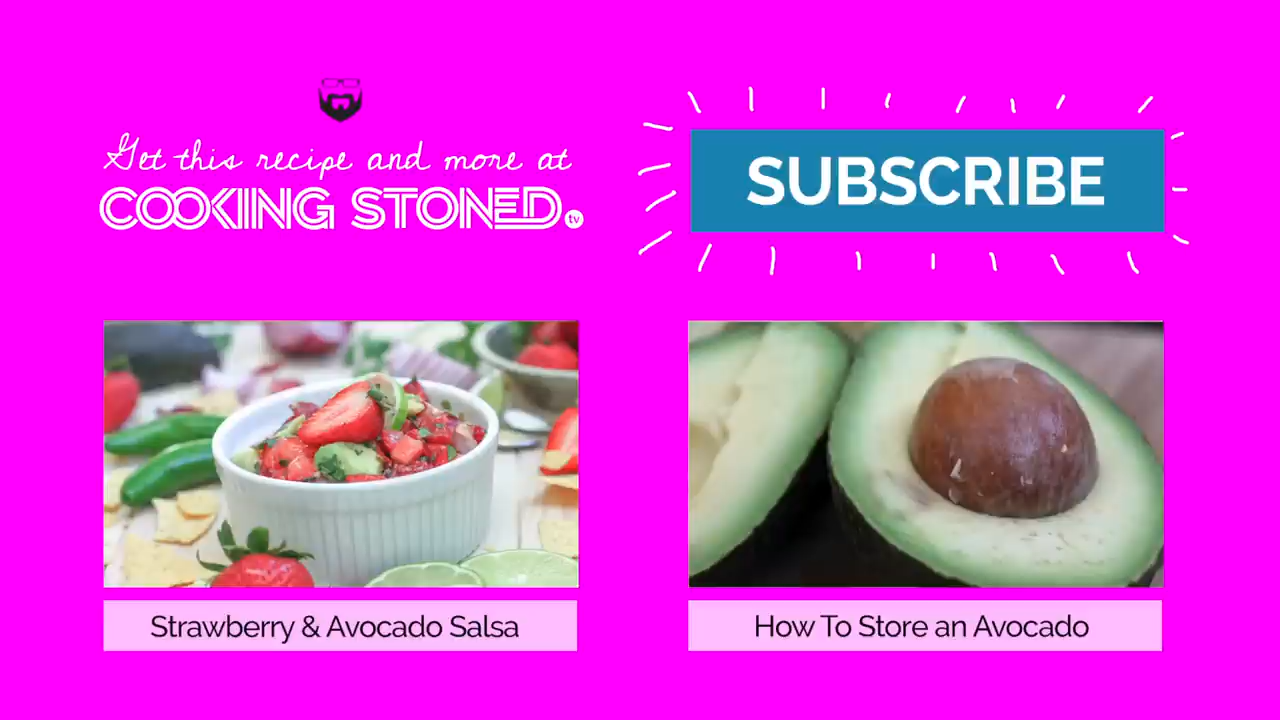 Get this recipe and more at
COOKING STONED tv
SUBSCRIBE
Strawberry & Avocado Salsa
How To Store an Avocado